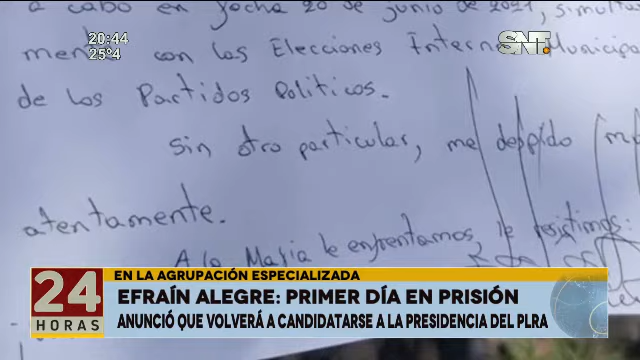 a cabo en fecha 20 de junio de 2021, simultá
20:44
25°4
SNT
mente con las Elecciones Internas Municipa
de los Partidos Políticos.
Sin otro particular, me despido
atentamente.
A la Mafia le enfrentamos, le resistimos:
24
HORAS
EN LA AGRUPACIÓN ESPECIALIZADA
EFRAÍN ALEGRE: PRIMER DÍA EN PRISIÓN
ANUNCIÓ QUE VOLVERÁ A CANDIDATARSE A LA PRESIDENCIA DEL PLRA